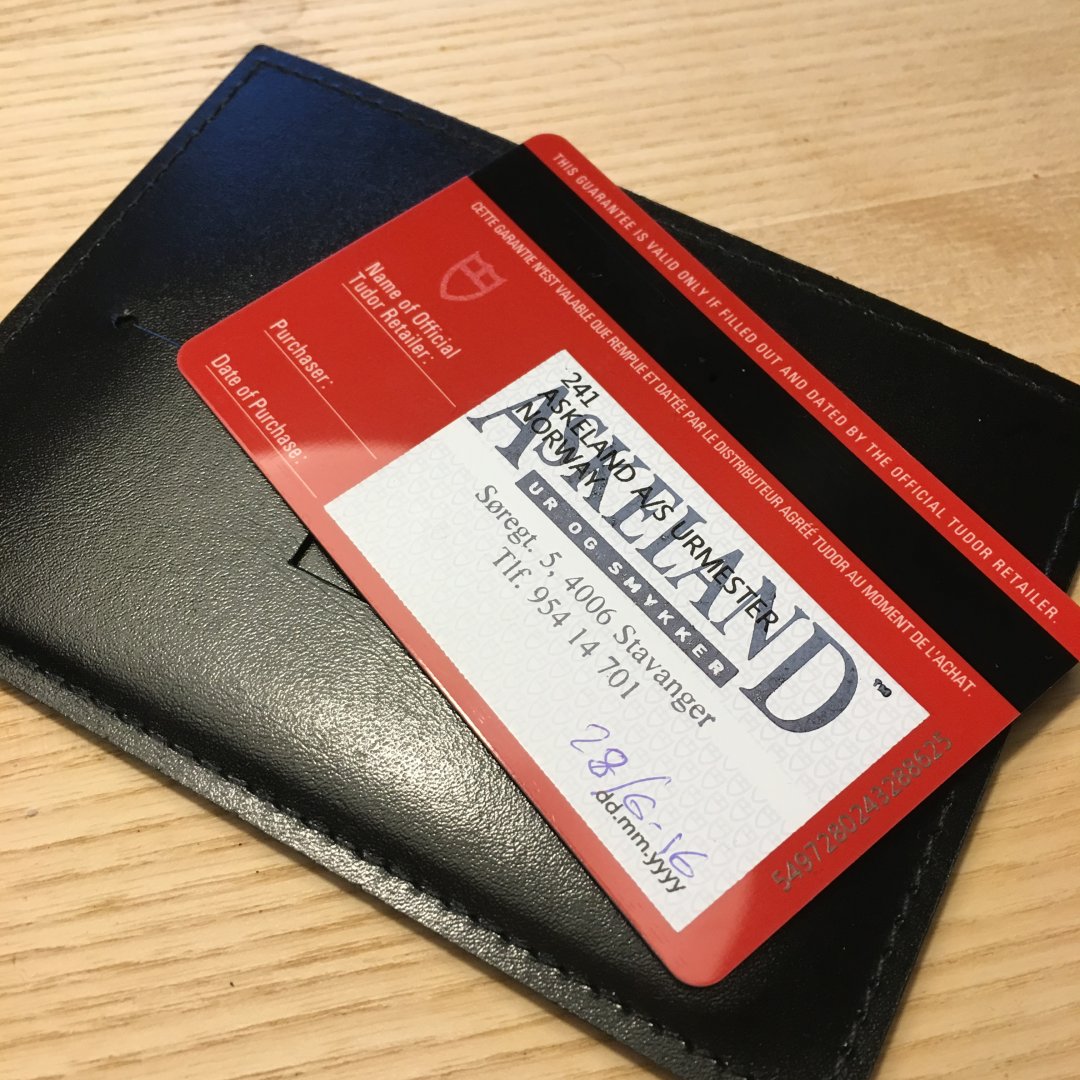 THIS GUARANTEE IS VALID ONLY IF FILLED OUT AND DATED BY THE OFFICIAL TUDOR RETAILER.
CETTE GARANTIE N'EST VALABLE QUE REMPLIE ET DATÉE PAR LE DISTRIBUTEUR AGRÉÉ TUDOR AU MOMENT DE L'ACHAT.
Name of Official
Tudor Retailer:
Purchaser:
Date of Purchase:
241
ASKELAND A/S URMESTER
NORWAY
ASKELAND™
UR OG SMYKKER
Søregt. 5, 4006 Stavanger
Tlf. 954 14 701
28/6-16
dd.mm.yyyy
5497280243288625